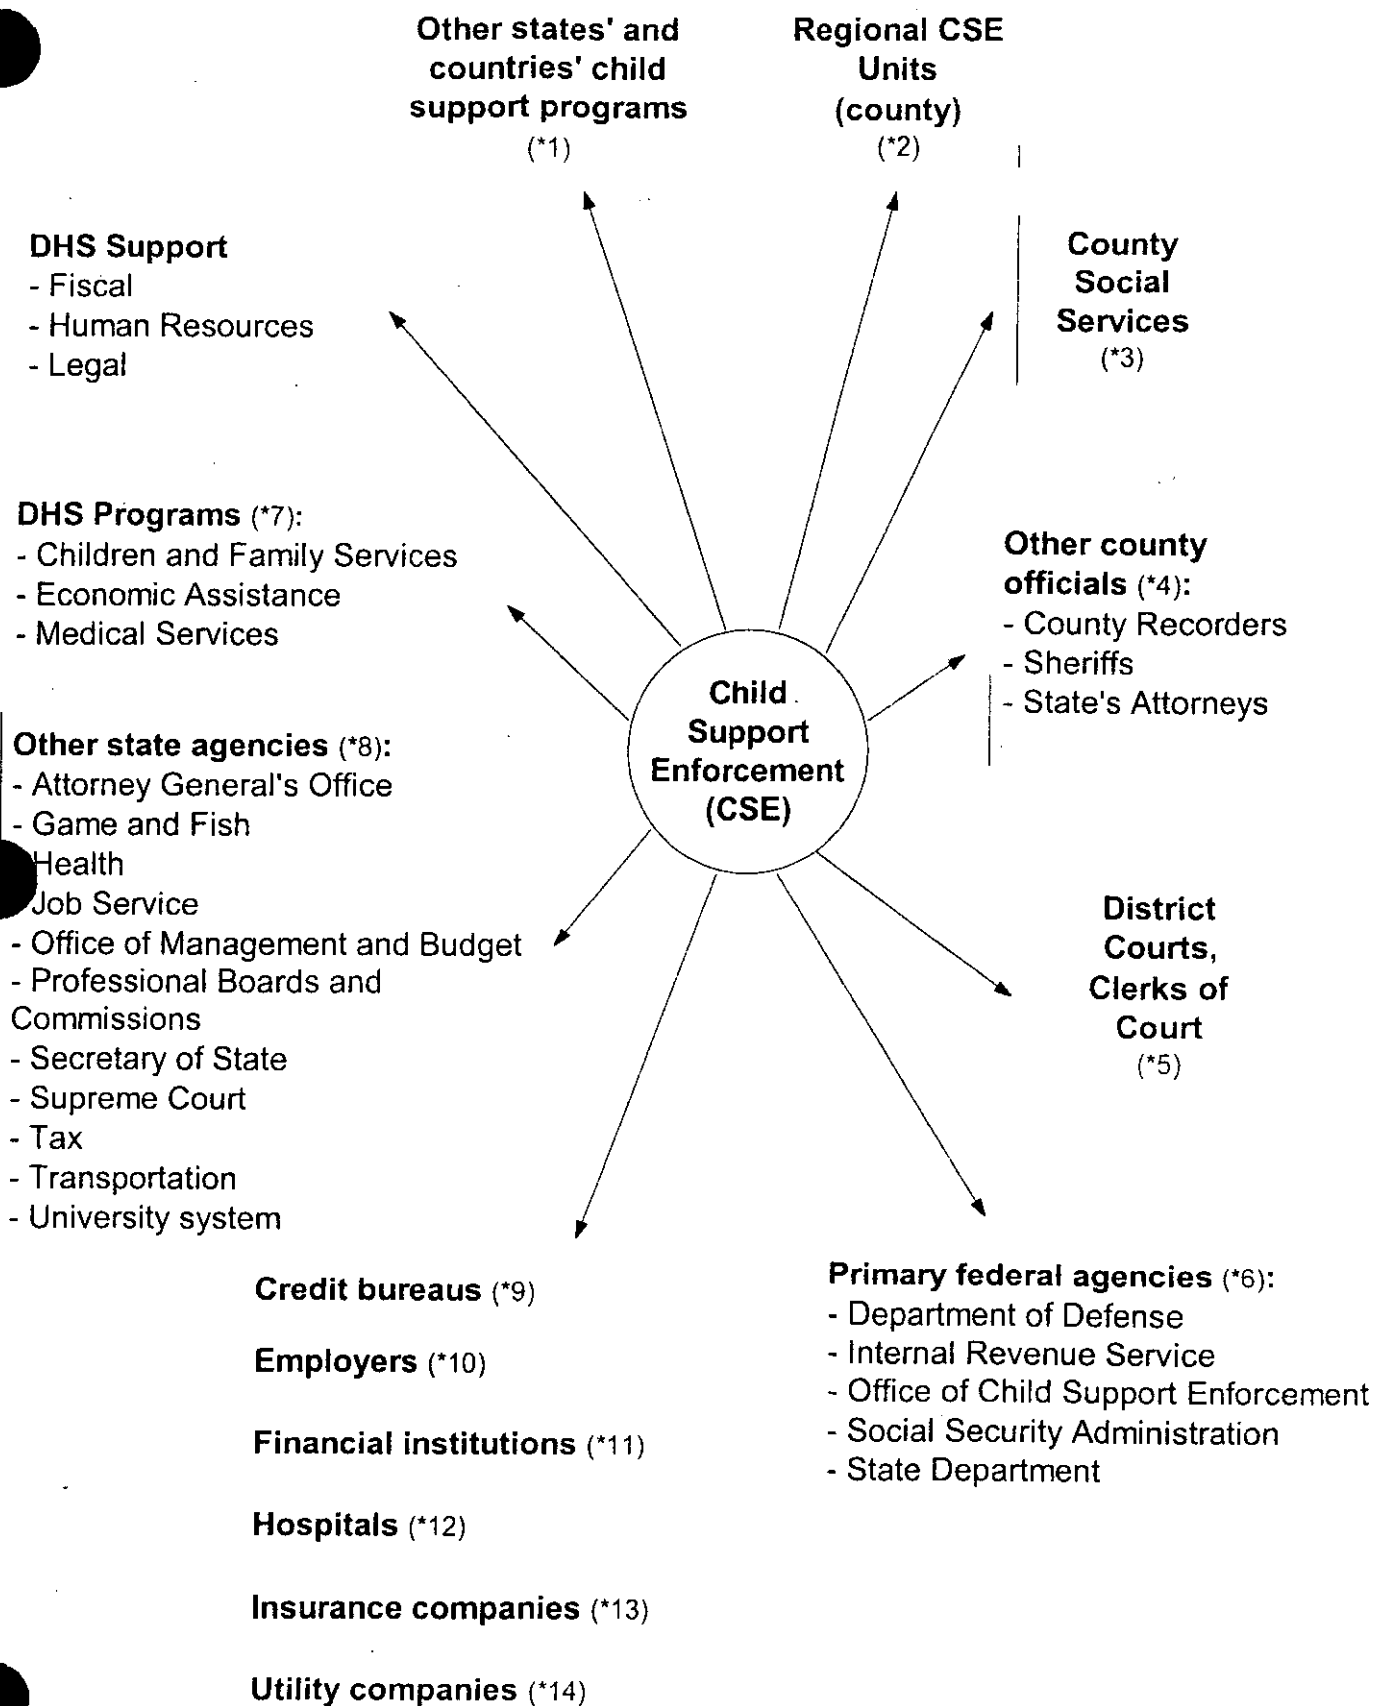 Other states' and
countries' child
support programs
(*1)
Regional CSE
Units
(county)
(*2)
DHS Support
- Fiscal
- Human Resources
- Legal
County
Social
Services
(*3)
DHS Programs (*7):
- Children and Family Services
- Economic Assistance
- Medical Services
Other county
officials (*4):
- County Recorders
- Sheriffs
- State's Attorneys
Child
Support
Enforcement
(CSE)
Other state agencies (*8):
- Attorney General's Office
- Game and Fish
Health
Job Service
- Office of Management and Budget
- Professional Boards and
Commissions
- Secretary of State
- Supreme Court
- Tax
- Transportation
- University system
District
Courts,
Clerks of
Court
(*5)
Credit bureaus (*9)
Employers (*10)
Financial institutions (*11)
Hospitals (*12)
Insurance companies (*13)
Utility companies (*14)
Primary federal agencies (*6):
- Department of Defense
- Internal Revenue Service
- Office of Child Support Enforcement
- Social Security Administration
- State Department